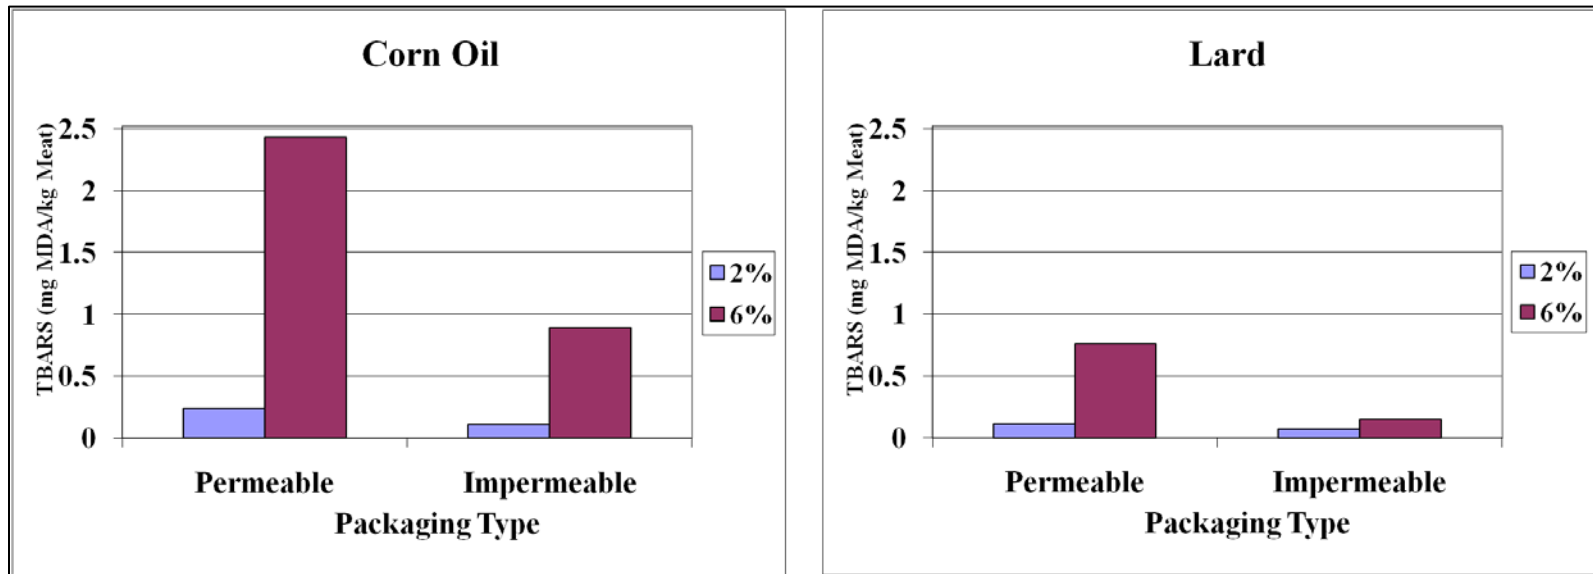 Corn Oil
TBARS (mg MDA/kg Meat)
2.5
2
1.5
1
0.5
0
Permeable Impermeable
Packaging Type
2%
6%
Lard
TBARS (mg MDA/kg Meat)
2.5
2
1.5
1
0.5
0
Permeable Impermeable
Packaging Type
2%
6%